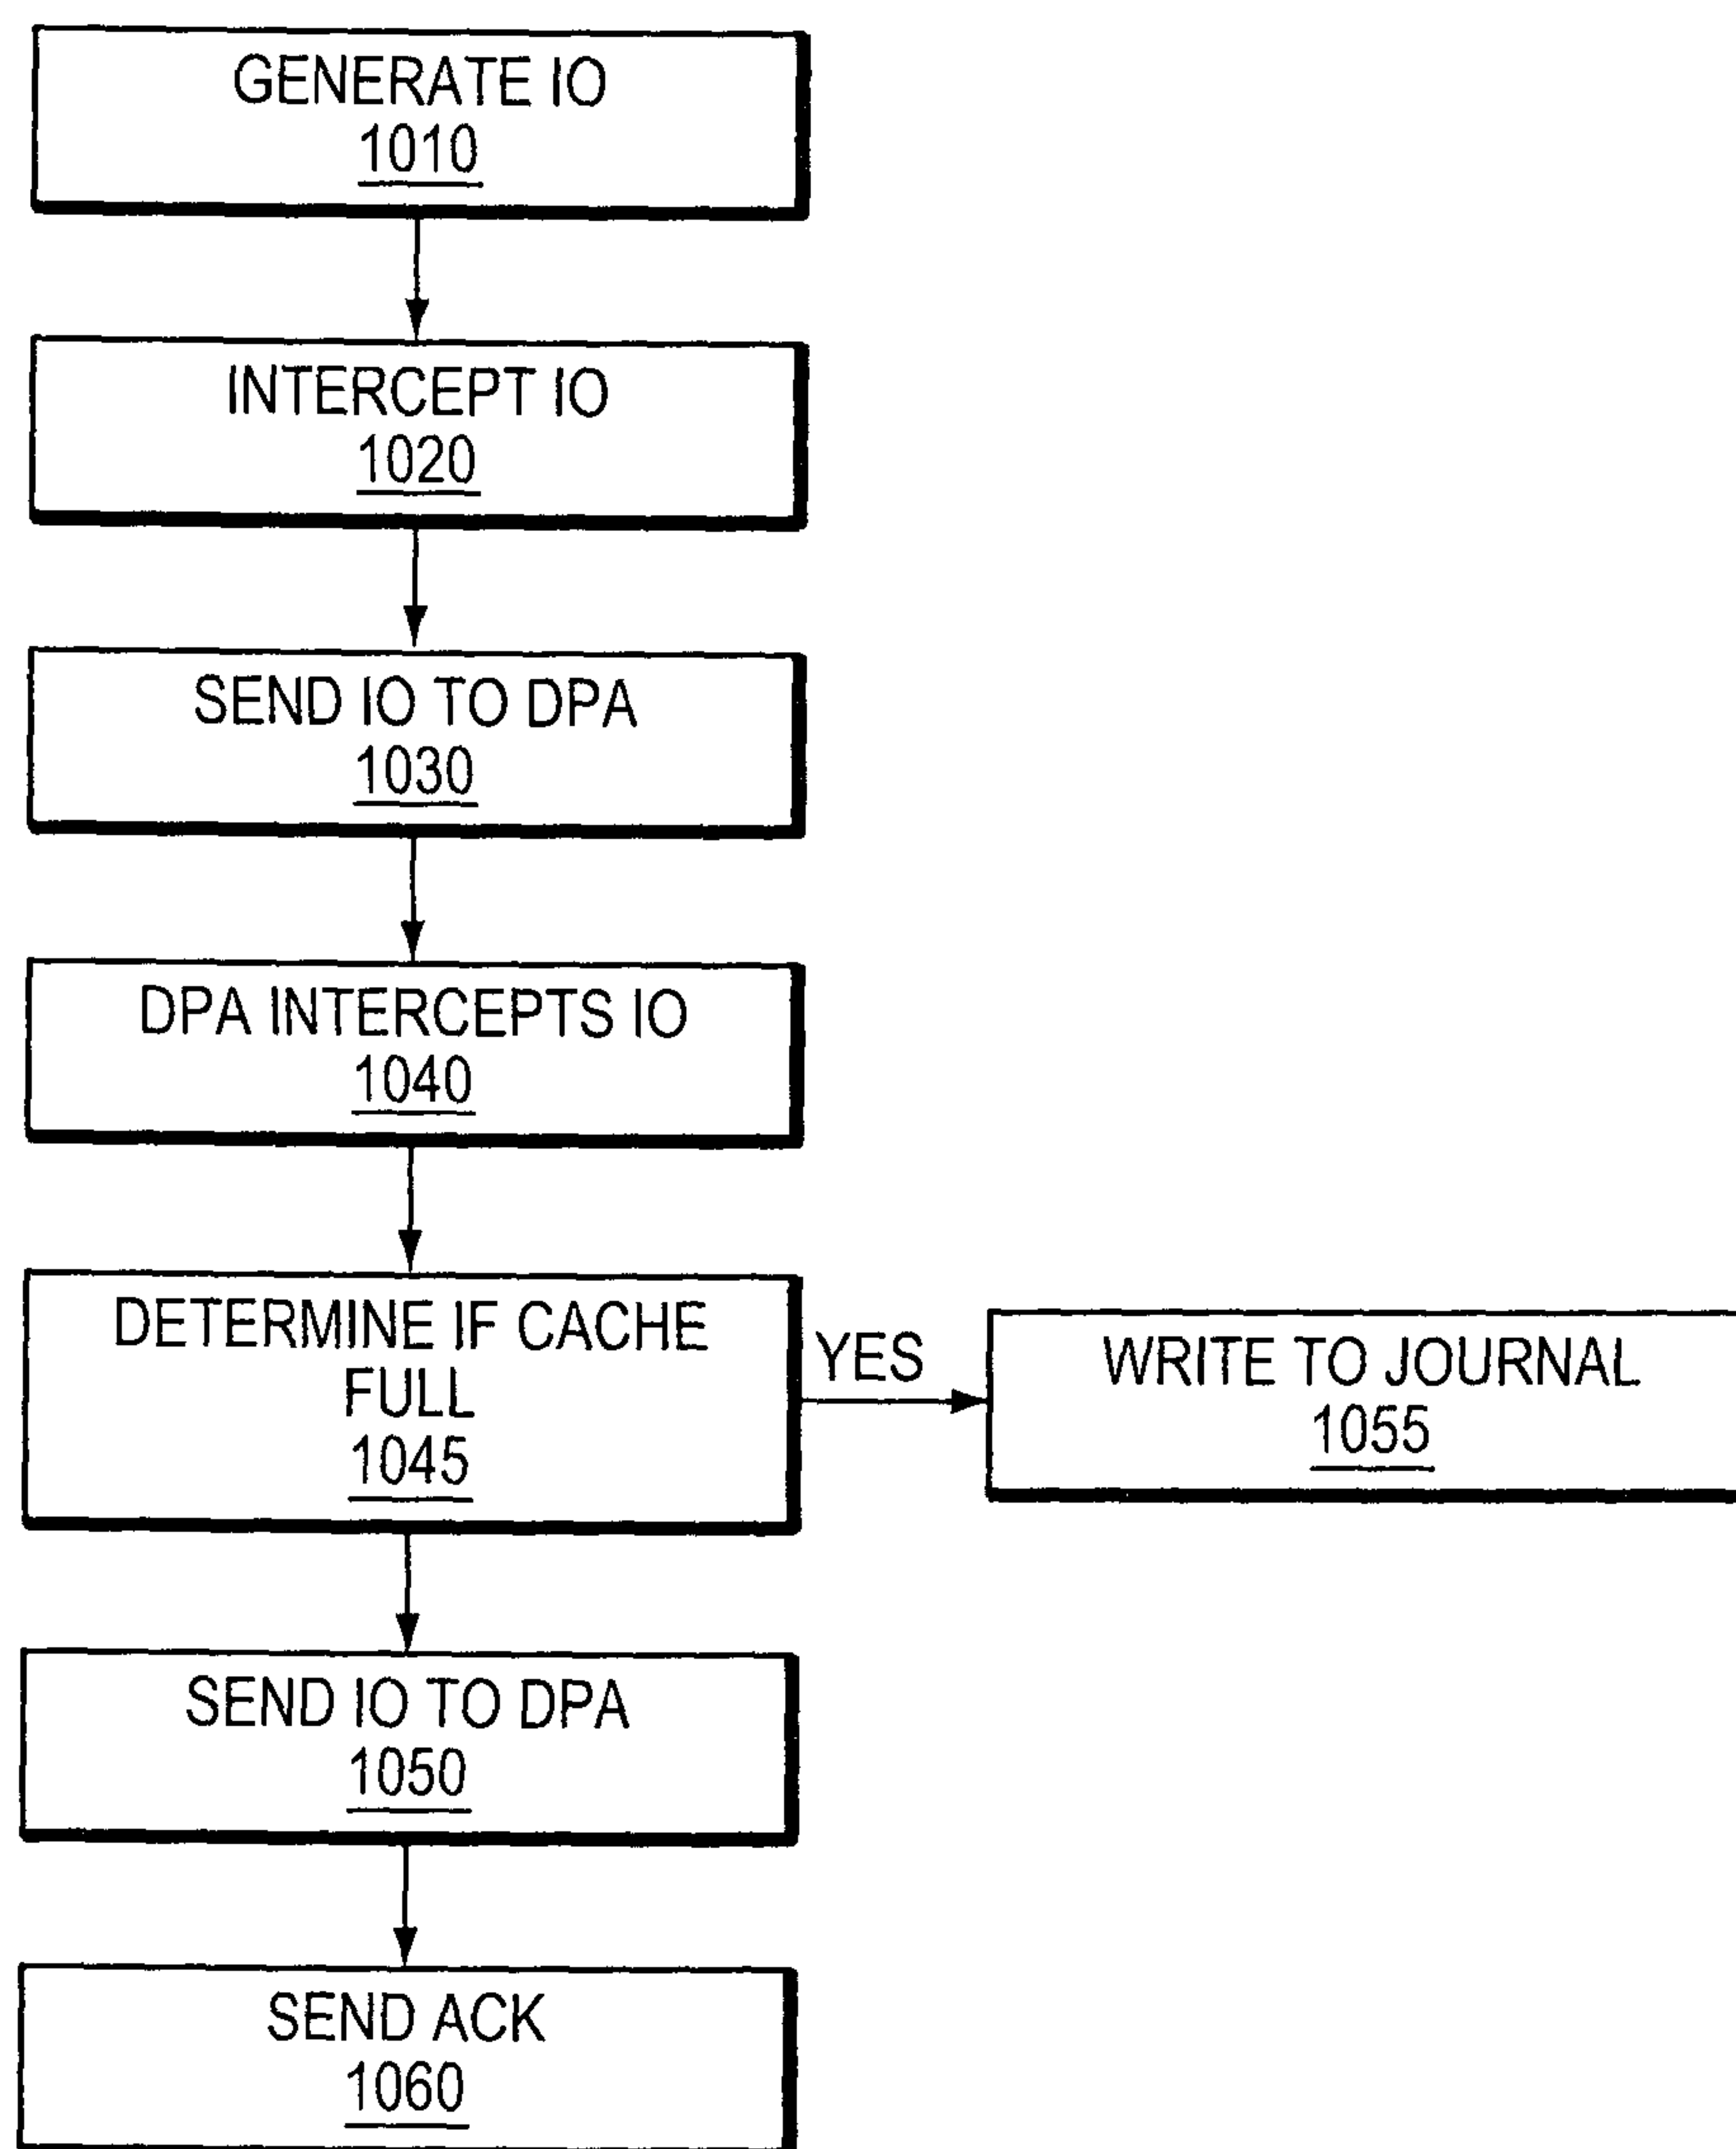 GENERATE IO
1010
INTERCEPT IO
1020
SEND IO TO DPA
1030
DPA INTERCEPTS IO
1040
DETERMINE IF CACHE
FULL
1045
YES
WRITE TO JOURNAL
1055
SEND IO TO DPA
1050
SEND ACK
1060